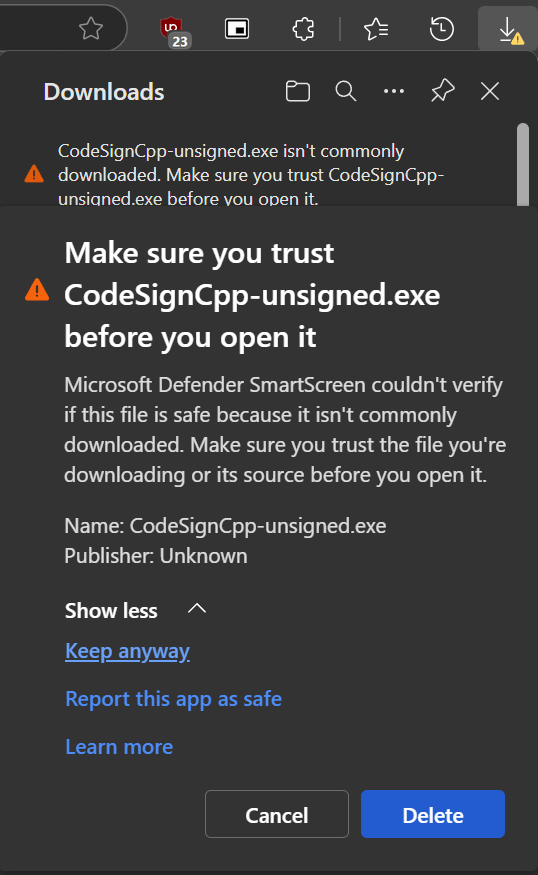 23
Downloads
CodeSignCpp-unsigned.exe isn't commonly
downloaded. Make sure you trust CodeSignCpp-
unsigned.exe before you open it.
Make sure you trust
CodeSignCpp-unsigned.exe
before you open it
Microsoft Defender SmartScreen couldn't verify
if this file is safe because it isn't commonly
downloaded. Make sure you trust the file you're
downloading or its source before you open it.
Name: CodeSignCpp-unsigned.exe
Publisher: Unknown
Show less
Keep anyway
Report this app as safe
Learn more
Cancel
Delete